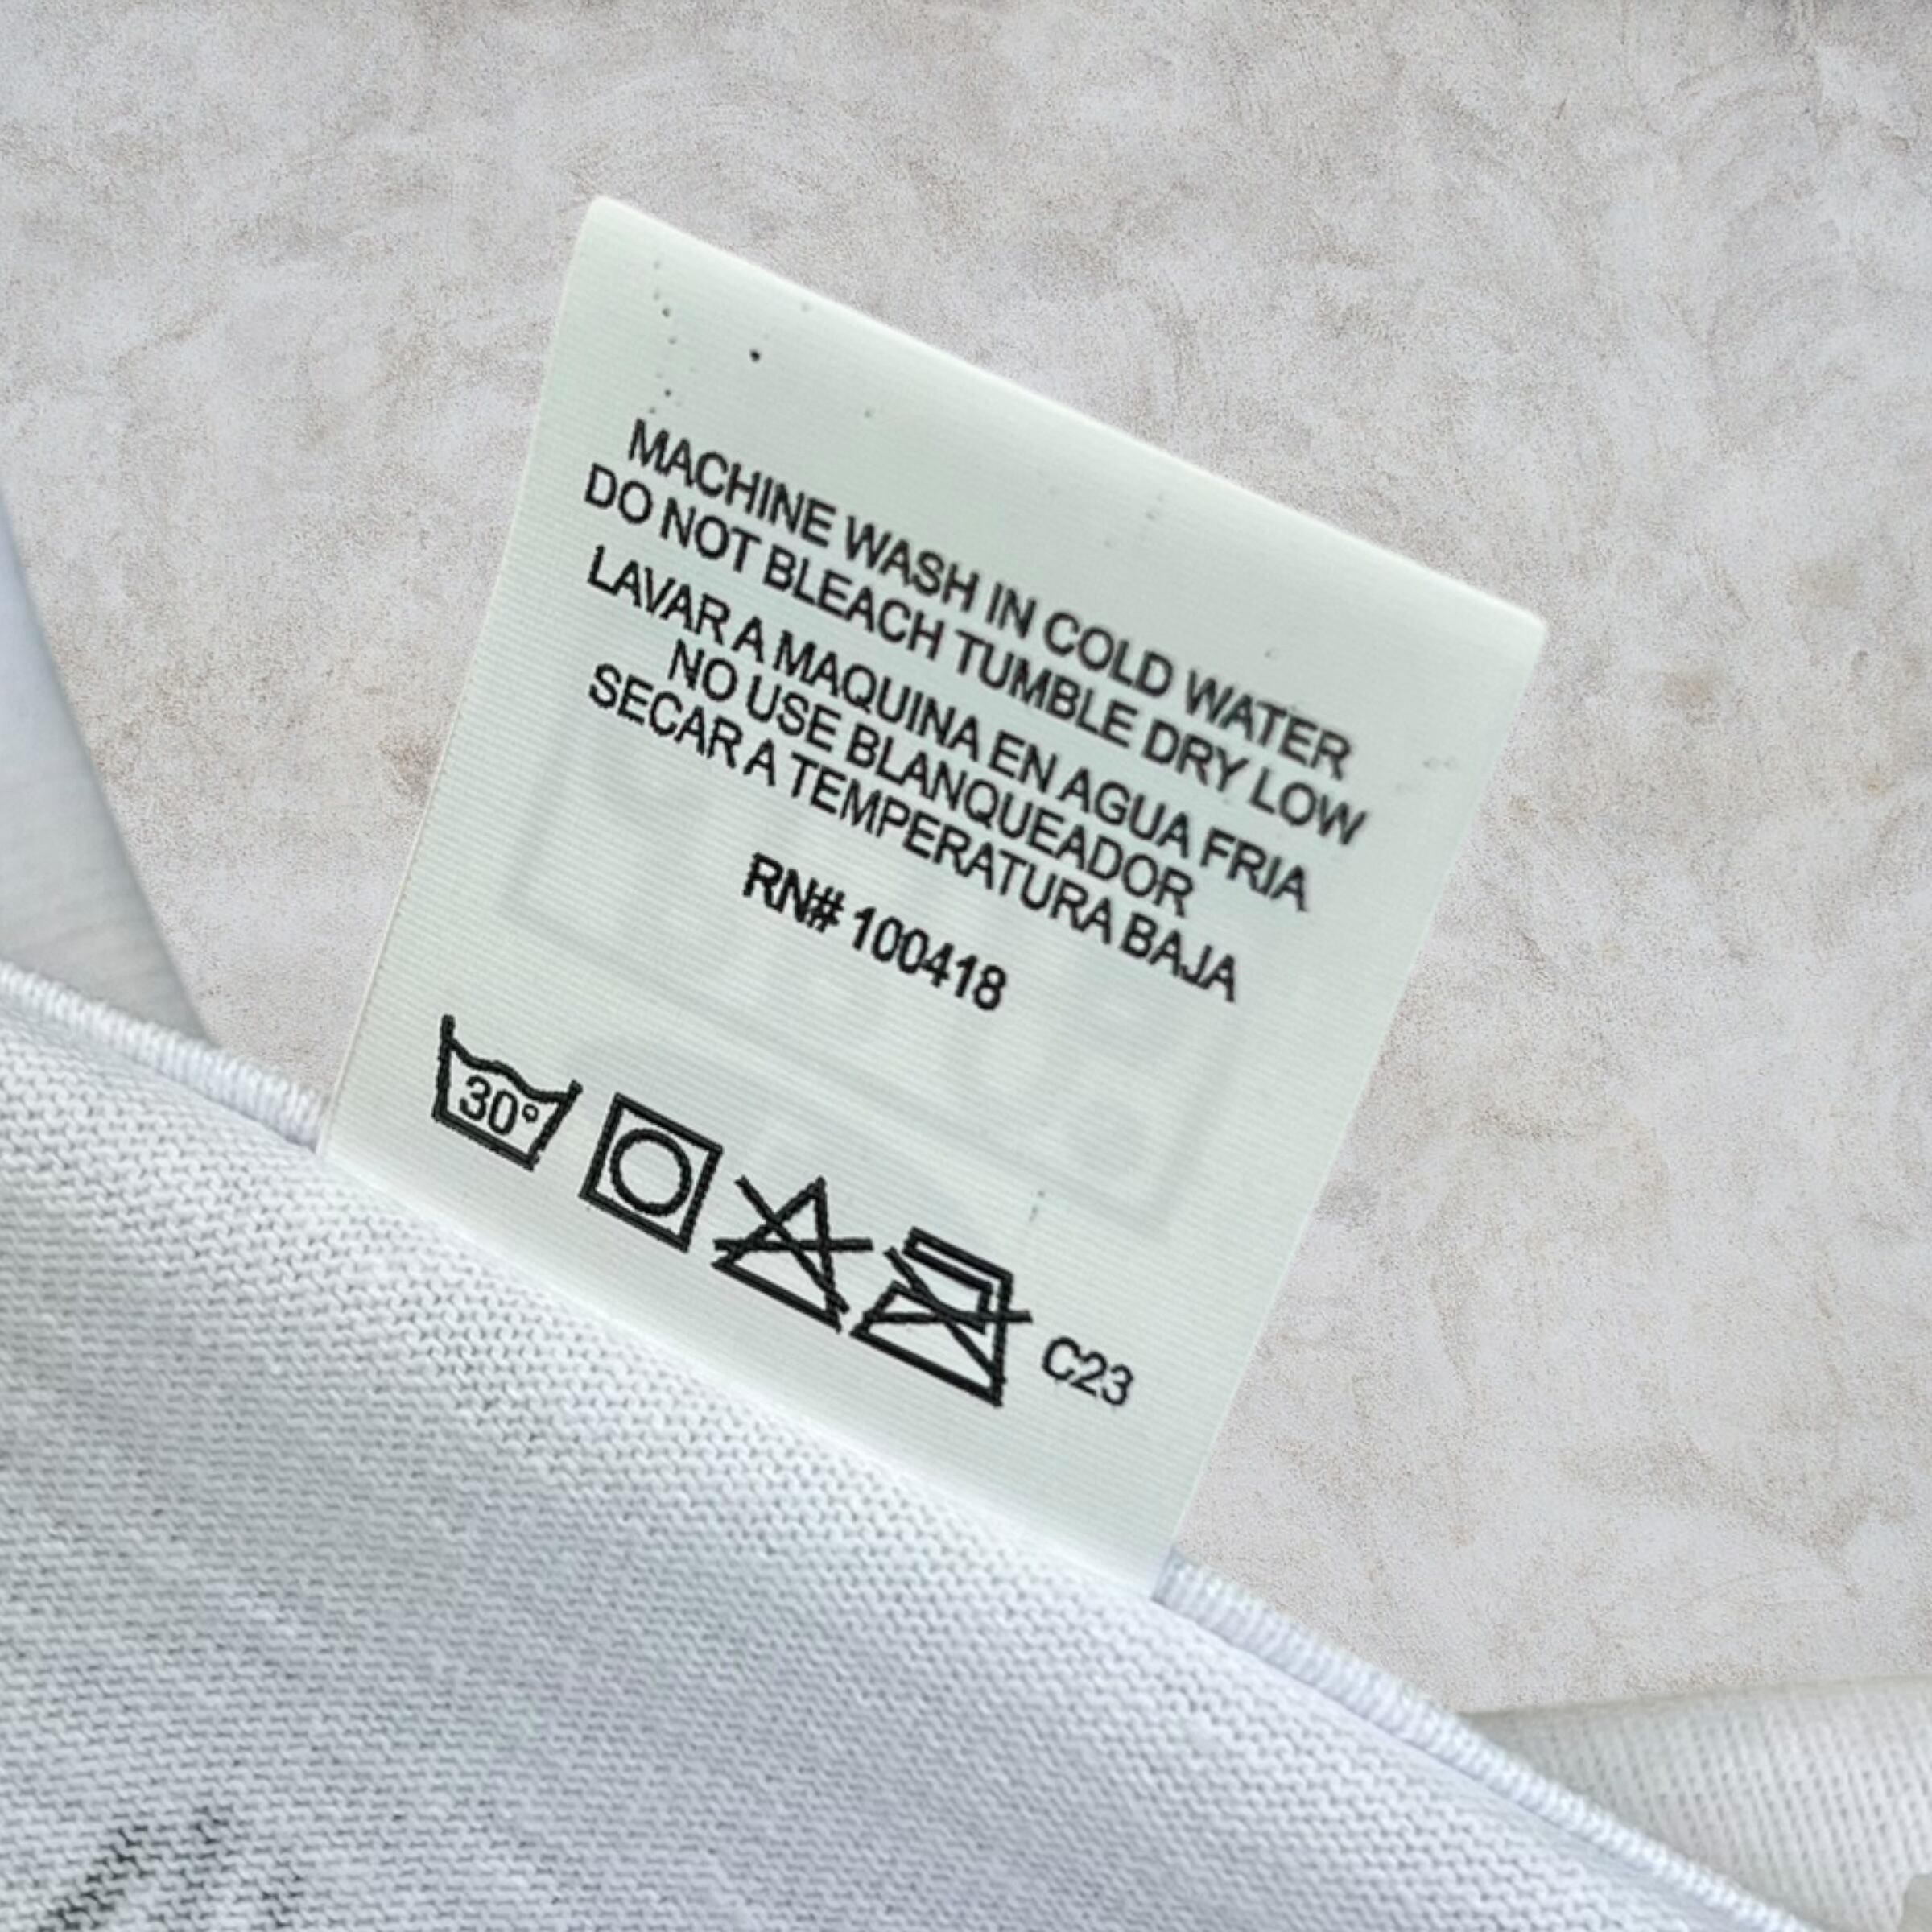 MACHINE WASH IN COLD WATER
DO NOT BLEACH TUMBLE DRY LOW
LAVAR A MAQUINA EN AGUA FRIA
NO USE BLANQUEADOR
SECAR A TEMPERATURA BAJA
RN# 100418
30°
C23